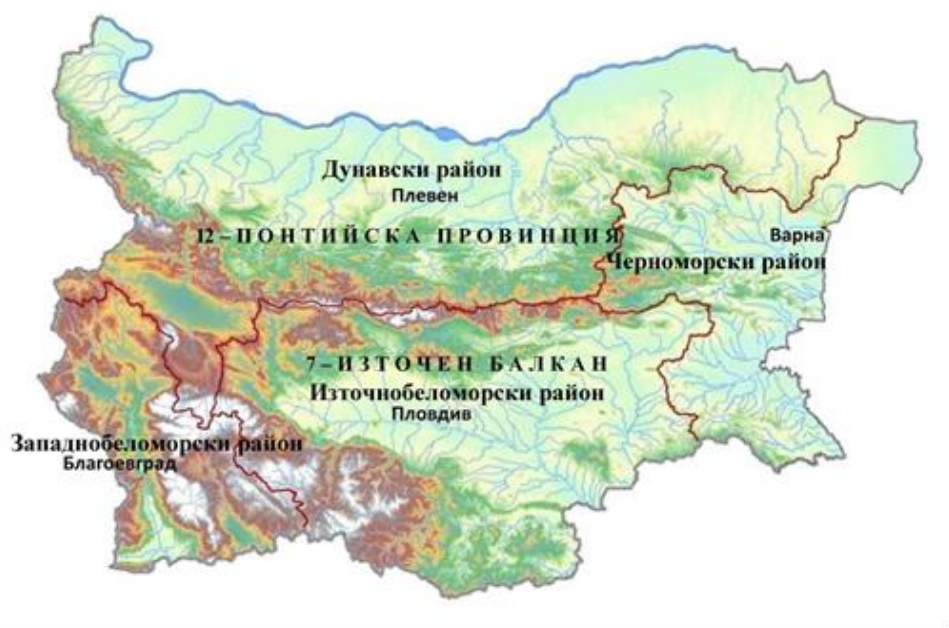 Дунавски район
Плевен
12 – ПОНТИЙСКА ПРОВИНЦИЯ
Варна
Черноморски район
7 – ИЗТОЧЕН БАЛКАН
Източнобеломорски район
Пловдив
Западнобеломорски район
Благоевград